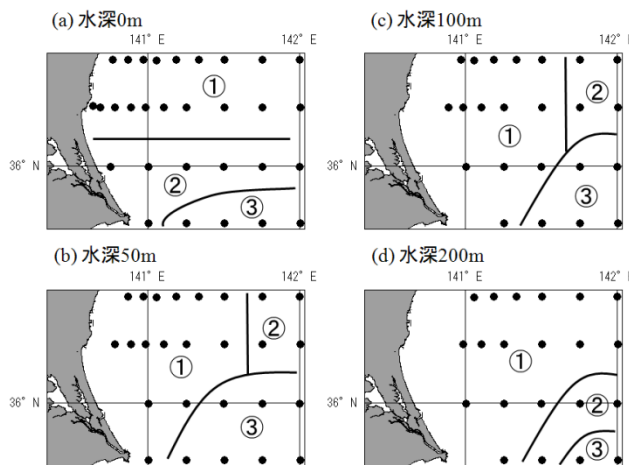 (a) 水深0m
141° E
142° E
①
36° N
②
③
(b) 水深50m
141° E
142° E
②
①
36° N
③
(c) 水深100m
141° E
142° E
②
①
36° N
③
(d) 水深200m
141° E
142° E
①
36° N
②
③